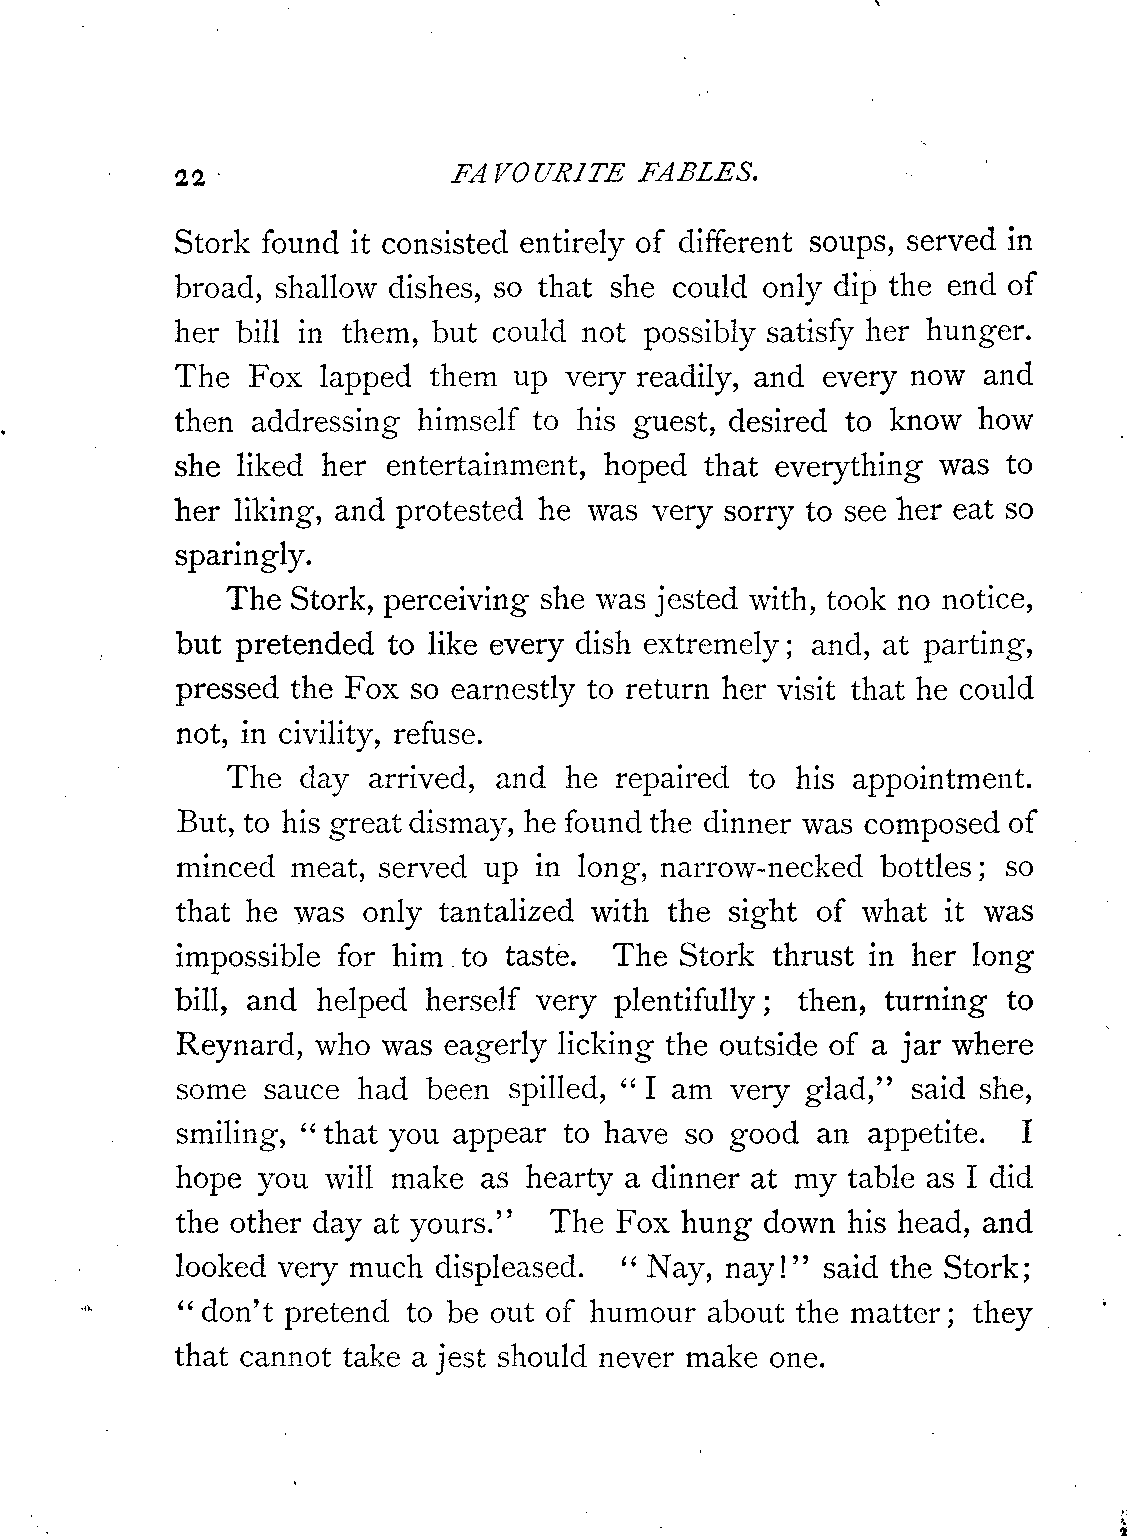 22 FAVOURITE FABLES.
Stork found it consisted entirely of different soups, served in
broad, shallow dishes, so that she could only dip the end of
her bill in them, but could not possibly satisfy her hunger.
The Fox lapped them up very readily, and every now and
then addressing himself to his guest, desired to know how
she liked her entertainment, hoped that everything was to
her liking, and protested he was very sorry to see her eat so
sparingly.
The Stork, perceiving she was jested with, took no notice,
but pretended to like every dish extremely; and, at parting,
pressed the Fox so earnestly to return her visit that he could
not, in civility, refuse.
The day arrived, and he repaired to his appointment.
But, to his great dismay, he found the dinner was composed of
minced meat, served up in long, narrow-necked bottles; so
that he was only tantalized with the sight of what it was
impossible for him to taste. The Stork thrust in her long
bill, and helped herself very plentifully; then, turning to
Reynard, who was eagerly licking the outside of a jar where
some sauce had been spilled, "I am very glad," said she,
smiling, "that you appear to have so good an appetite. I
hope you will make as hearty a dinner at my table as I did
the other day at yours." The Fox hung down his head, and
looked very much displeased. "Nay, nay!" said the Stork;
"don't pretend to be out of humour about the matter; they
that cannot take a jest should never make one.